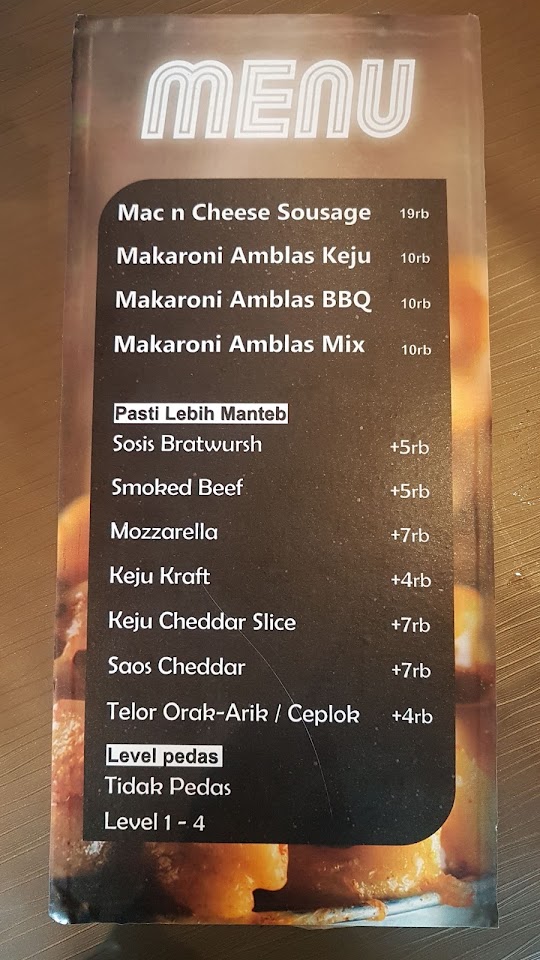 MENU
Mac n Cheese Sousage 19rb
Makaroni Amblas Keju 10rb
Makaroni Amblas BBQ 10rb
Makaroni Amblas Mix 10rb
Pasti Lebih Manteb
Sosis Bratwursh +5rb
Smoked Beef +5rb
Mozzarella +7rb
Keju Kraft +4rb
Keju Cheddar Slice +7rb
Saos Cheddar +7rb
Telor Orak-Arik / Ceplok +4rb
Level pedas
Tidak Pedas
Level 1 - 4